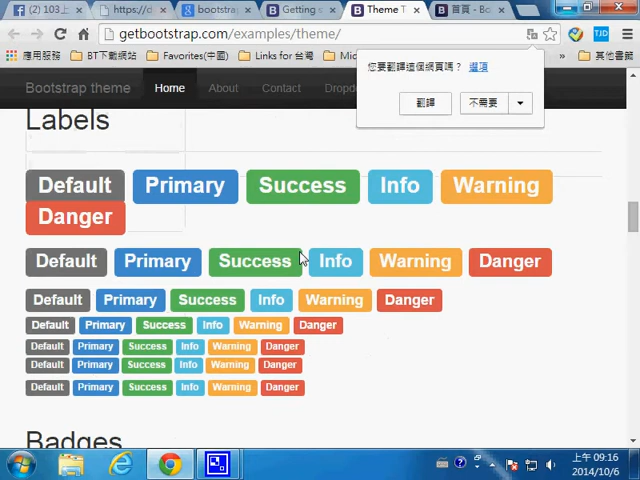 (2) 103上
https://d
bootst
Getting s
Theme T
首頁 - Bo
getbootstrap.com/examples/theme/
TJD
應用服務
BT下載網站
Favorites(中國)
Links for 台灣
Mic
其他書籤
您要翻譯這個網頁嗎？ 選項
翻譯
不需要
Bootstrap theme
Home
About
Contact
Dropdo
Labels
Default Primary Success Info Warning
Danger
Default Primary Success Info Warning Danger
Default Primary Success Info Warning Danger
Default Primary Success Info Warning Danger
Default Primary Success Info Warning Danger
Default Primary Success Info Warning Danger
Default Primary Success Info Warning Danger
Badges
上午 09:16
2014/10/6